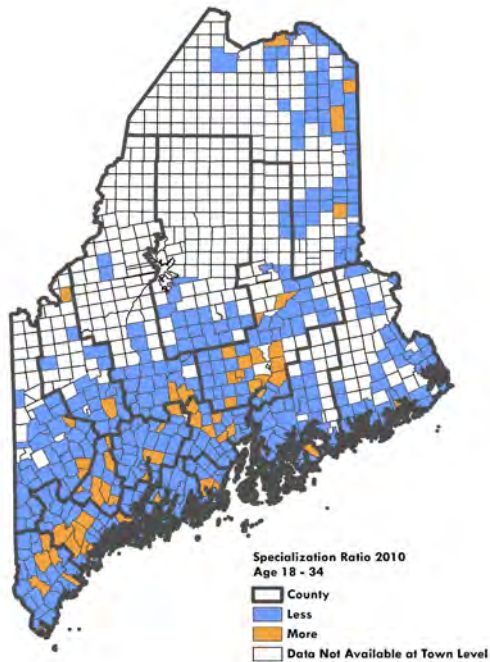 Specialization Ratio 2010
Age 18 - 34
County
Less
More
Data Not Available at Town Level